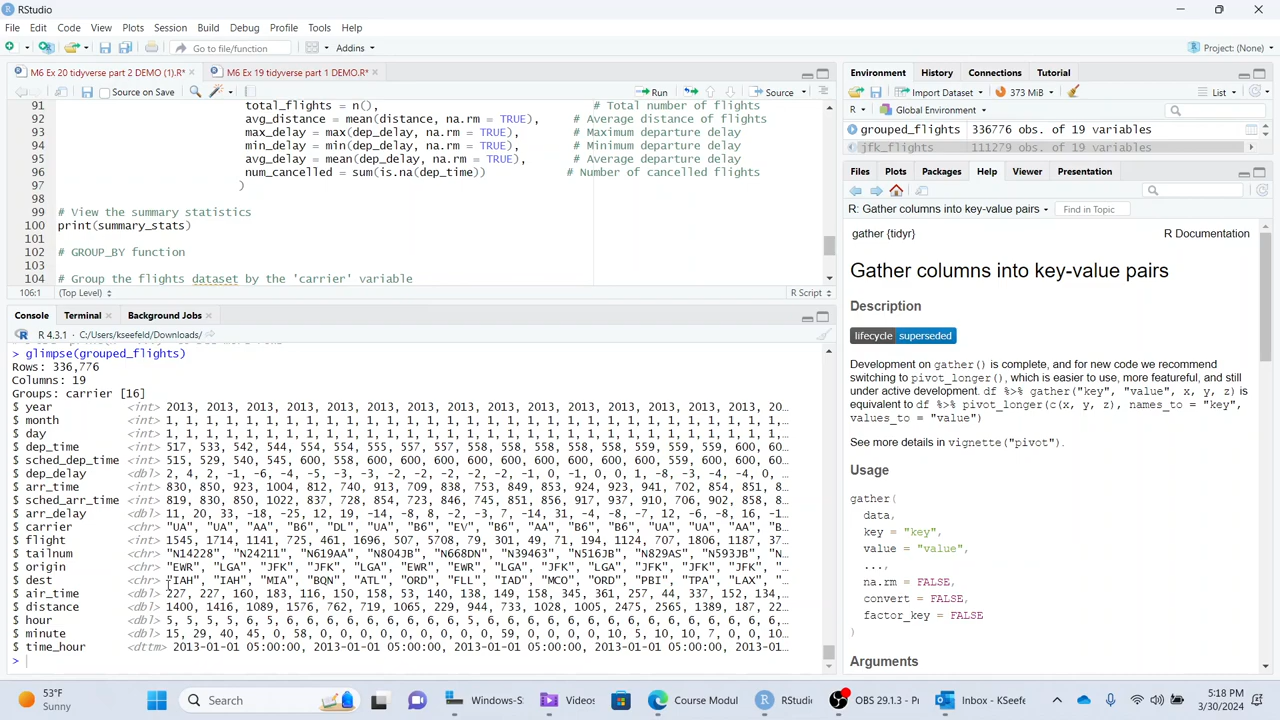 RStudio
File Edit Code View Plots Session Build Debug Profile Tools Help
Go to file/function Addins Project: (None)
M6 Ex 20 tidyverse part 1 DEMO (1).R* M6 Ex 19 tidyverse part 1 DEMO.R*
Source on Save Run Source
91 total_flights = n(), # Total number of flights
92 avg_distance = mean(distance, na.rm = TRUE), # Average distance of flights
93 max_delay = max(dep_delay, na.rm = TRUE), # Maximum departure delay
94 min_delay = min(dep_delay, na.rm = TRUE), # Minimum departure delay
95 avg_delay = mean(dep_delay, na.rm = TRUE), # Average departure delay
96 num_cancelled = sum(is.na(dep_time)) # Number of cancelled flights
97 )
98
99 # View the summary statistics
100 print(summary_stats)
101
102 # GROUP_BY function
103
104 # Group the flights dataset by the 'carrier' variable
106:1 (Top Level) R Script
Console Terminal Background Jobs
R 4.3.1 · C:/Users/kseefeld/Downloads/
> glimpse(grouped_flights)
Rows: 336,776
Columns: 19
Groups: carrier [16]
$ year <int> 2013, 2013, 2013, 2013, 2013, 2013, 2013, 2013, 2013, 2013, 2013, 2013, 2013, 2013, 2013, 20…
$ month <int> 1, 1, 1, 1, 1, 1, 1, 1, 1, 1, 1, 1, 1, 1, 1, 1, 1, 1, 1, 1, 1, 1, 1, 1, 1, 1, 1, 1, 1, 1, 1,…
$ day <int> 1, 1, 1, 1, 1, 1, 1, 1, 1, 1, 1, 1, 1, 1, 1, 1, 1, 1, 1, 1, 1, 1, 1, 1, 1, 1, 1, 1, 1, 1, 1,…
$ dep_time <int> 517, 533, 542, 544, 554, 554, 555, 557, 557, 558, 558, 558, 558, 558, 559, 559, 559, 600, 60…
$ sched_dep_time <int> 515, 529, 540, 545, 600, 558, 600, 600, 600, 600, 600, 600, 600, 600, 600, 559, 600, 600, 60…
$ dep_delay <dbl> 2, 4, 2, -1, -6, -4, -5, -3, -3, -2, -2, -2, -2, -2, -1, 0, -1, 0, 0, 1, -8, -3, -4, -4, 0, …
$ arr_time <int> 830, 850, 923, 1004, 812, 740, 913, 709, 838, 753, 849, 853, 924, 923, 941, 702, 854, 851, 8…
$ sched_arr_time <int> 819, 830, 850, 1022, 837, 728, 854, 723, 846, 745, 851, 856, 917, 937, 910, 706, 902, 858, 8…
$ arr_delay <dbl> 11, 20, 33, -18, -25, 12, 19, -14, -8, 8, -2, -3, 7, -14, 31, -4, -8, -7, 12, -6, -8, 16, -1…
$ carrier <chr> "UA", "UA", "AA", "B6", "DL", "UA", "B6", "EV", "B6", "AA", "B6", "B6", "UA", "UA", "AA", "B…
$ flight <int> 1545, 1714, 1141, 725, 461, 1696, 507, 5708, 79, 301, 49, 71, 194, 1124, 707, 1806, 1187, 37…
$ tailnum <chr> "N14228", "N24211", "N619AA", "N804JB", "N668DN", "N39463", "N516JB", "N829AS", "N593JB", "N…
$ origin <chr> "EWR", "LGA", "JFK", "JFK", "LGA", "EWR", "EWR", "LGA", "JFK", "LGA", "JFK", "JFK", "JFK", "…
$ dest <chr> "IAH", "IAH", "MIA", "BQN", "ATL", "ORD", "FLL", "IAD", "MCO", "ORD", "PBI", "TPA", "LAX", "…
$ air_time <dbl> 227, 227, 160, 183, 116, 150, 158, 53, 140, 138, 149, 158, 345, 361, 257, 44, 337, 152, 134,…
$ distance <dbl> 1400, 1416, 1089, 1576, 762, 719, 1065, 229, 944, 733, 1028, 1005, 2475, 2565, 1389, 187, 22…
$ hour <dbl> 5, 5, 5, 5, 6, 5, 6, 6, 6, 6, 6, 6, 6, 6, 6, 5, 6, 6, 6, 6, 6, 6, 6, 6, 6, 6, 6, 6, 6, 6, 6,…
$ minute <dbl> 15, 29, 40, 45, 0, 58, 0, 0, 0, 0, 0, 0, 0, 0, 0, 59, 0, 0, 0, 0, 10, 5, 10, 10, 7, 0, 0, 10…
$ time_hour <dttm> 2013-01-01 05:00:00, 2013-01-01 05:00:00, 2013-01-01 05:00:00, 2013-01-01 05:00:00, 2013-01…
>
Environment History Connections Tutorial
Import Dataset 373 MiB List
R Global Environment
grouped_flights 336776 obs. of 19 variables
jfk_flights 111279 obs. of 19 variables
Files Plots Packages Help Viewer Presentation
R: Gather columns into key-value pairs Find in Topic
gather {tidyr} R Documentation
Gather columns into key-value pairs
Description
lifecycle superseded
Development on gather() is complete, and for new code we recommend
switching to pivot_longer(), which is easier to use, more featureful, and still
under active development. df %>% gather("key", "value", x, y, z) is
equivalent to df %>% pivot_longer(c(x, y, z), names_to = "key",
values_to = "value")
See more details in vignette("pivot").
Usage
gather(
data,
key = "key",
value = "value",
...,
na.rm = FALSE,
convert = FALSE,
factor_key = FALSE
)
Arguments
53°F
Sunny
Search
Windows-S
Videos
Course Modul
RStudio
OBS 29.1.3 - Pr
Inbox - KSeefe
5:18 PM
3/30/2024